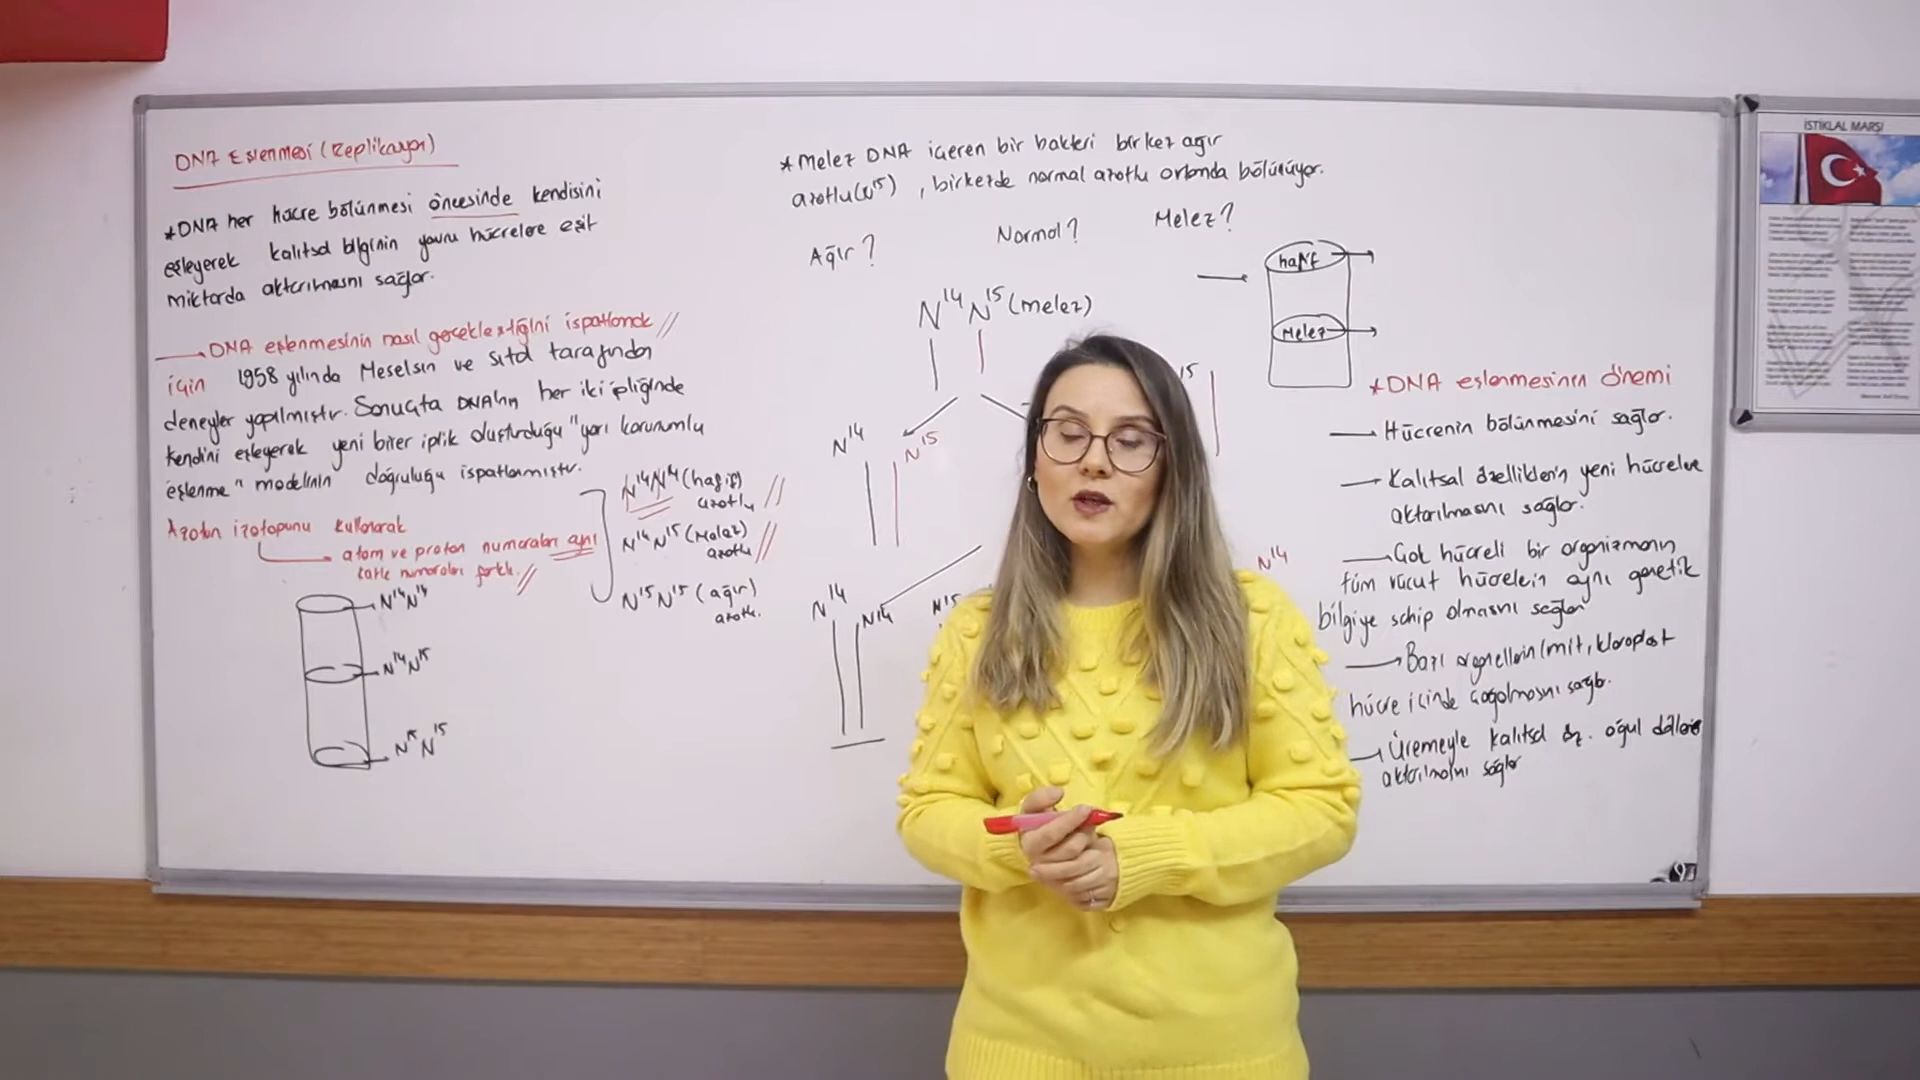 DNA Eşlenmesi (Replikasyon)
*DNA her hücre bölünmesi öncesinde kendisini
eşleyerek kalıtsal bilginin yavru hücrelere eşit
miktarda aktarılmasını sağlar.
DNA eşlenmesinin nasıl gerçekleştiğini ispatlamak
için 1958 yılında Meselsın ve Sıtal tarafından
deneyler yapılmıştır. Sonuçta DNA'nın her iki ipliğinde
kendini eşleyerek yeni birer iplik oluşturduğu "yarı korunumlu
eşlenme" modelinin doğruluğu ispatlanmıştır.
Azotun izotopunu kullanarak
atom ve proton numaraları aynı
kütle numaraları farklı.
N¹⁴N¹⁴ (hafif)
azotlu
N¹⁴N¹⁵ (Melez)
azotlu
N¹⁵N¹⁵ (ağır)
azotlu.
N¹⁴N¹⁴
N¹⁴N¹⁵
N¹⁵N¹⁵
*Melez DNA içeren bir bakteri bir kez ağır
azotlu (N¹⁵), bir kezde normal azotlu ortamda bölünüyor.
Ağır? Normal? Melez?
N¹⁴N¹⁵ (melez)
15
N¹⁴ N¹⁵
N¹⁴ N¹⁴ N¹⁵ N¹⁴
hafif
Melez
*DNA eşlenmesinin önemi
Hücrenin bölünmesini sağlar.
Kalıtsal özelliklerin yeni hücrelere
aktarılmasını sağlar.
Çok hücreli bir organizmanın
tüm vücut hücrelerin aynı genetik
bilgiye sahip olmasını sağlar
Bazı organellerin (mit, kloroplast
hücre içinde çoğalmasını sağlar.
Üremeyle kalıtsal öz. oğul döllere
aktarılmasını sağlar
İSTİKLAL MARŞI